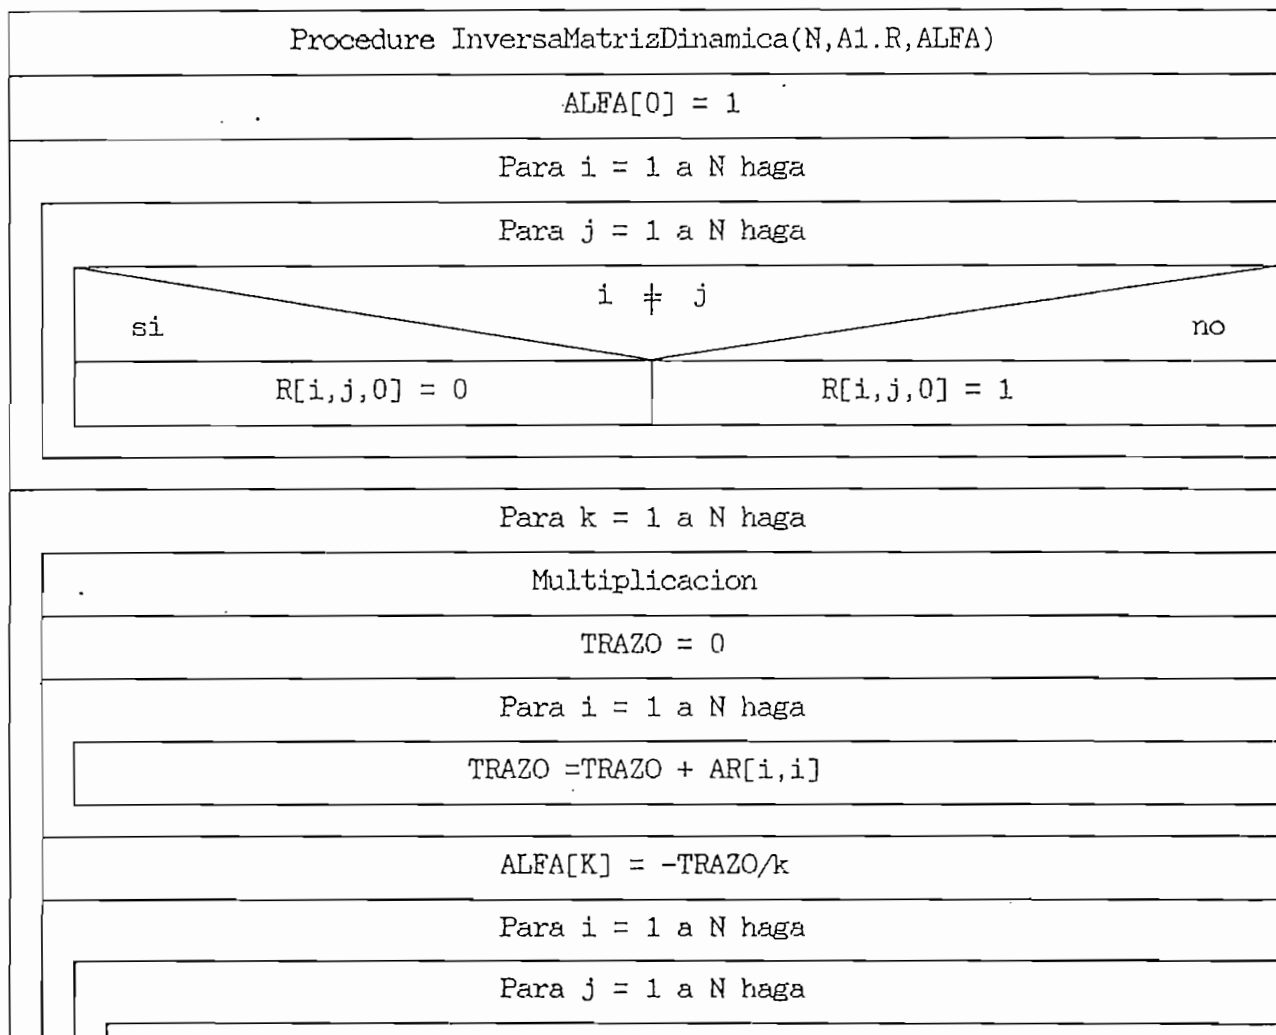 Procedure InversaMatrizDinamica(N,A1.R,ALFA)
ALFA[0] = 1
Para i = 1 a N haga
Para j = 1 a N haga
i ≠ j
si
no
R[i,j,0] = 0
R[i,j,0] = 1
Para k = 1 a N haga
Multiplicacion
TRAZO = 0
Para i = 1 a N haga
TRAZO =TRAZO + AR[i,i]
ALFA[K] = -TRAZO/k
Para i = 1 a N haga
Para j = 1 a N haga